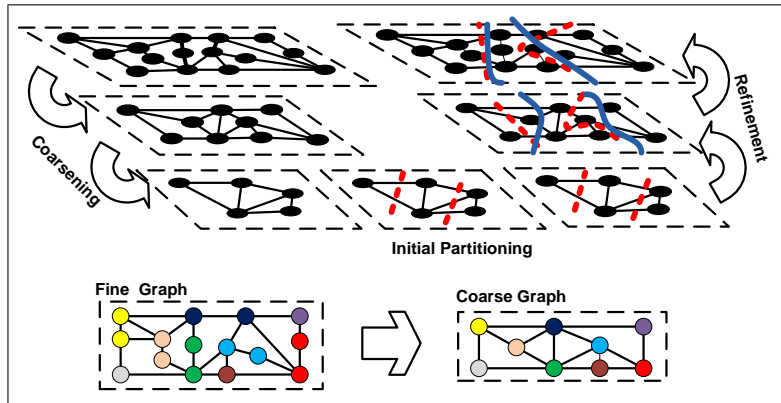 Coarsening
Refinement
Initial Partitioning
Fine Graph
Coarse Graph